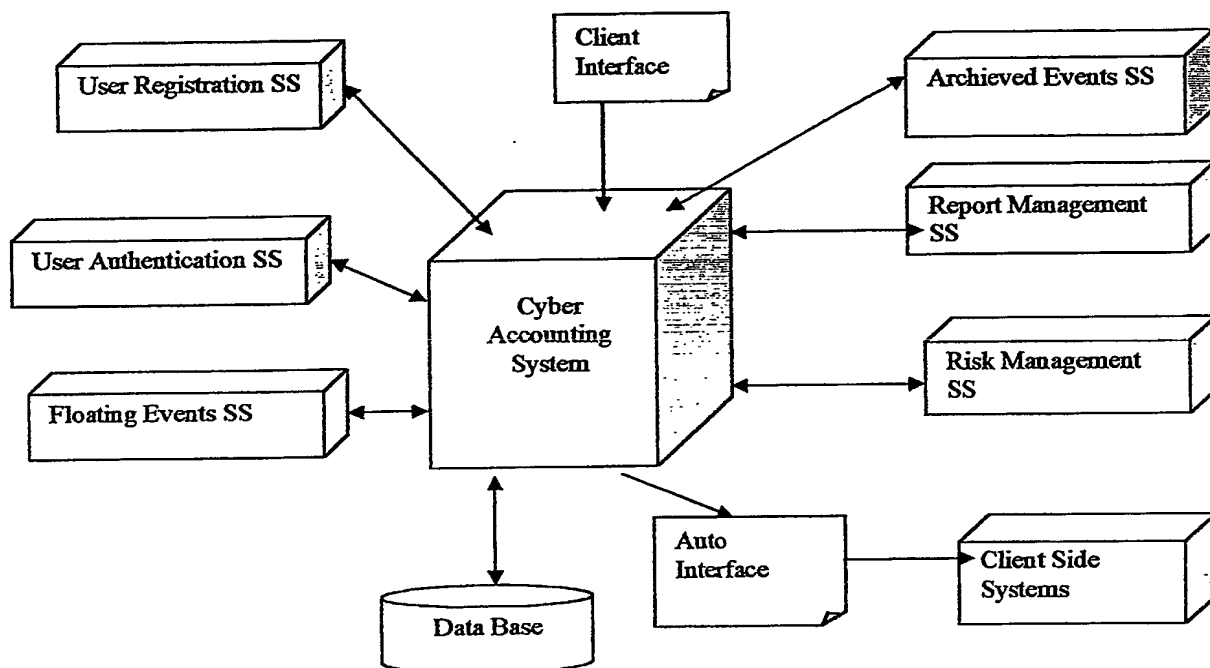 Client
Interface
User Registration SS
Archieved Events SS
Report Management
SS
User Authentication SS
Cyber
Accounting
System
Risk Management
SS
Floating Events SS
Auto
Interface
Client Side
Systems
Data Base